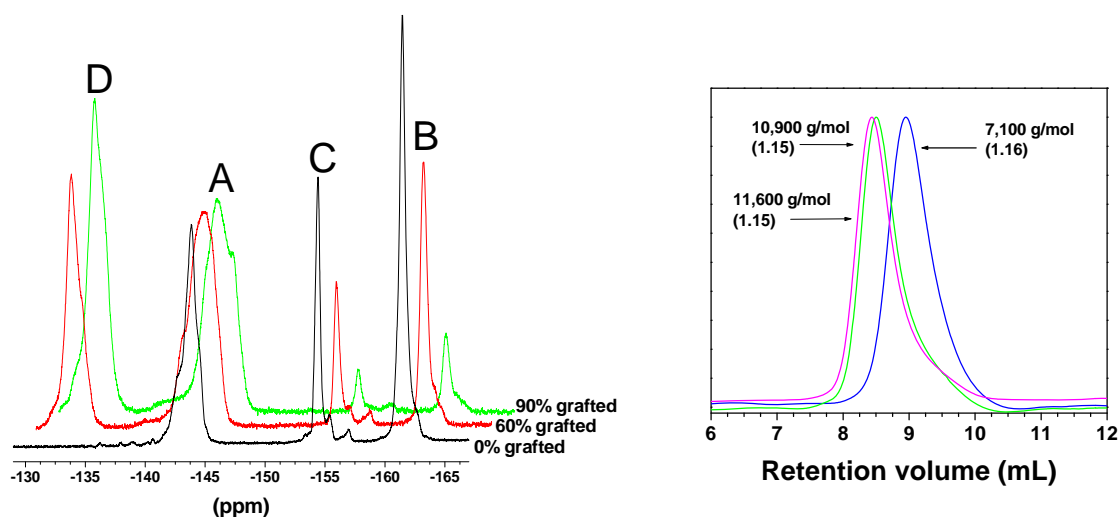 D
A
C
B
90% grafted
60% grafted
0% grafted
-130 -135 -140 -145 -150 -155 -160 -165
(ppm)
10,900 g/mol
(1.15)
7,100 g/mol
(1.16)
11,600 g/mol
(1.15)
6 7 8 9 10 11 12
Retention volume (mL)